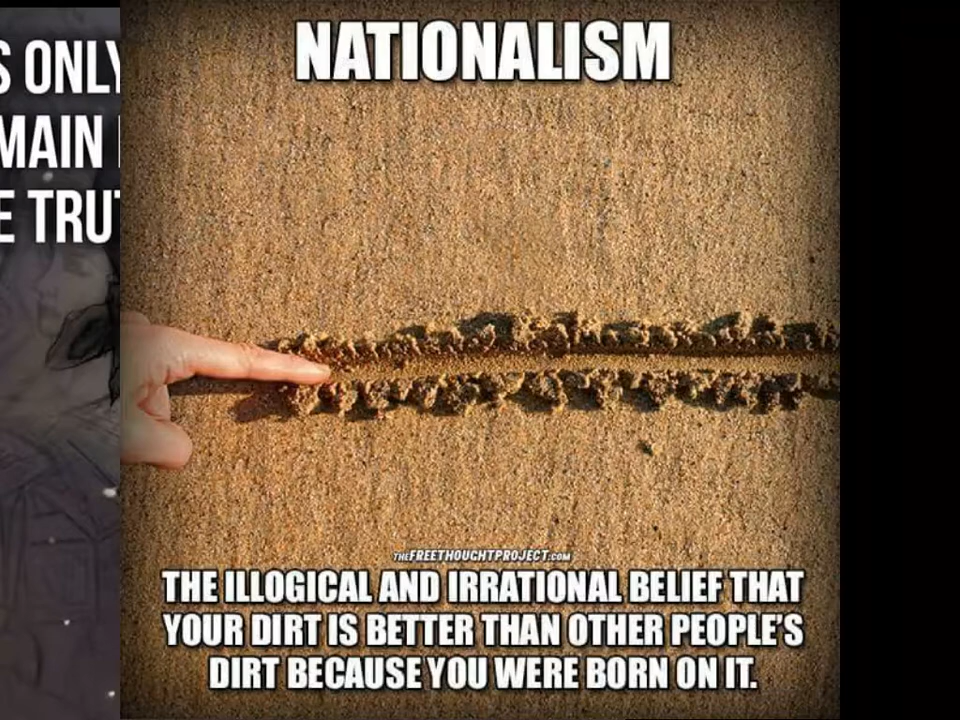 S ONLY
MAIN
E TRUT
NATIONALISM
THEFREETHOUGHTPROJECT.COM
THE ILLOGICAL AND IRRATIONAL BELIEF THAT
YOUR DIRT IS BETTER THAN OTHER PEOPLE'S
DIRT BECAUSE YOU WERE BORN ON IT.